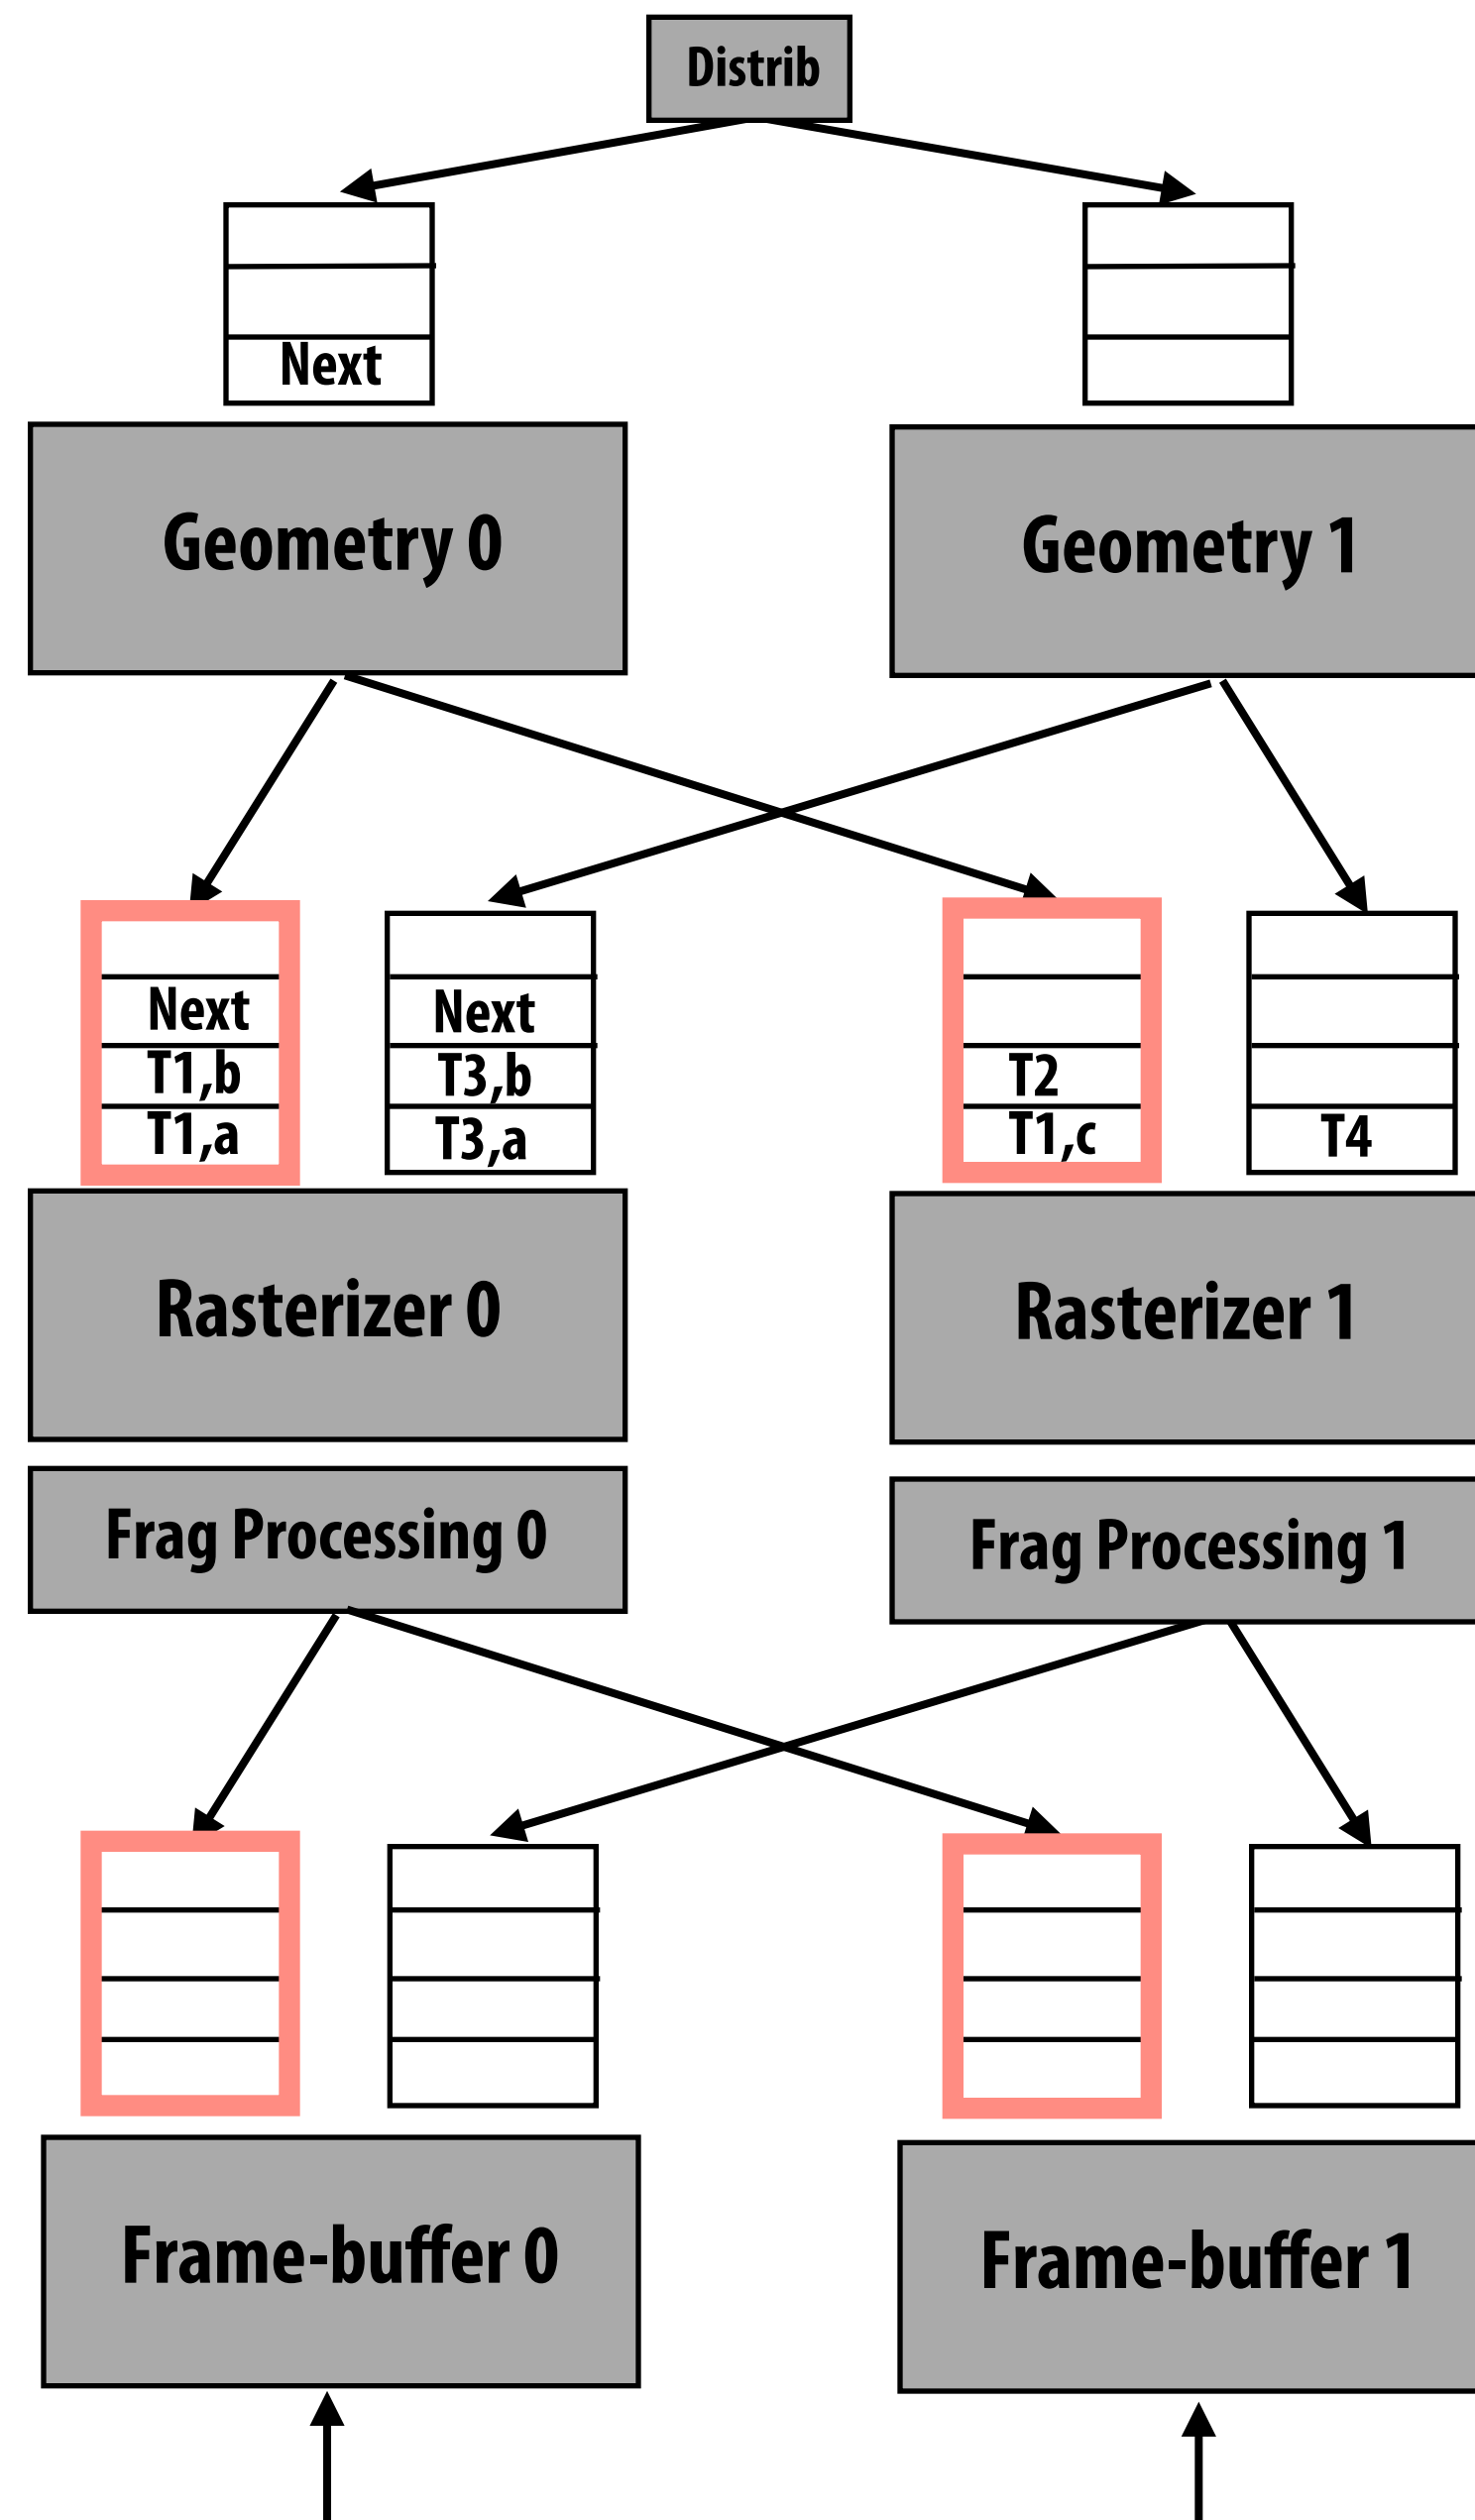 Distrib
Next
Geometry 0
Geometry 1
Next
T1,b
T1,a
Next
T3,b
T3,a
T2
T1,c
T4
Rasterizer 0
Rasterizer 1
Frag Processing 0
Frag Processing 1
Frame-buffer 0
Frame-buffer 1